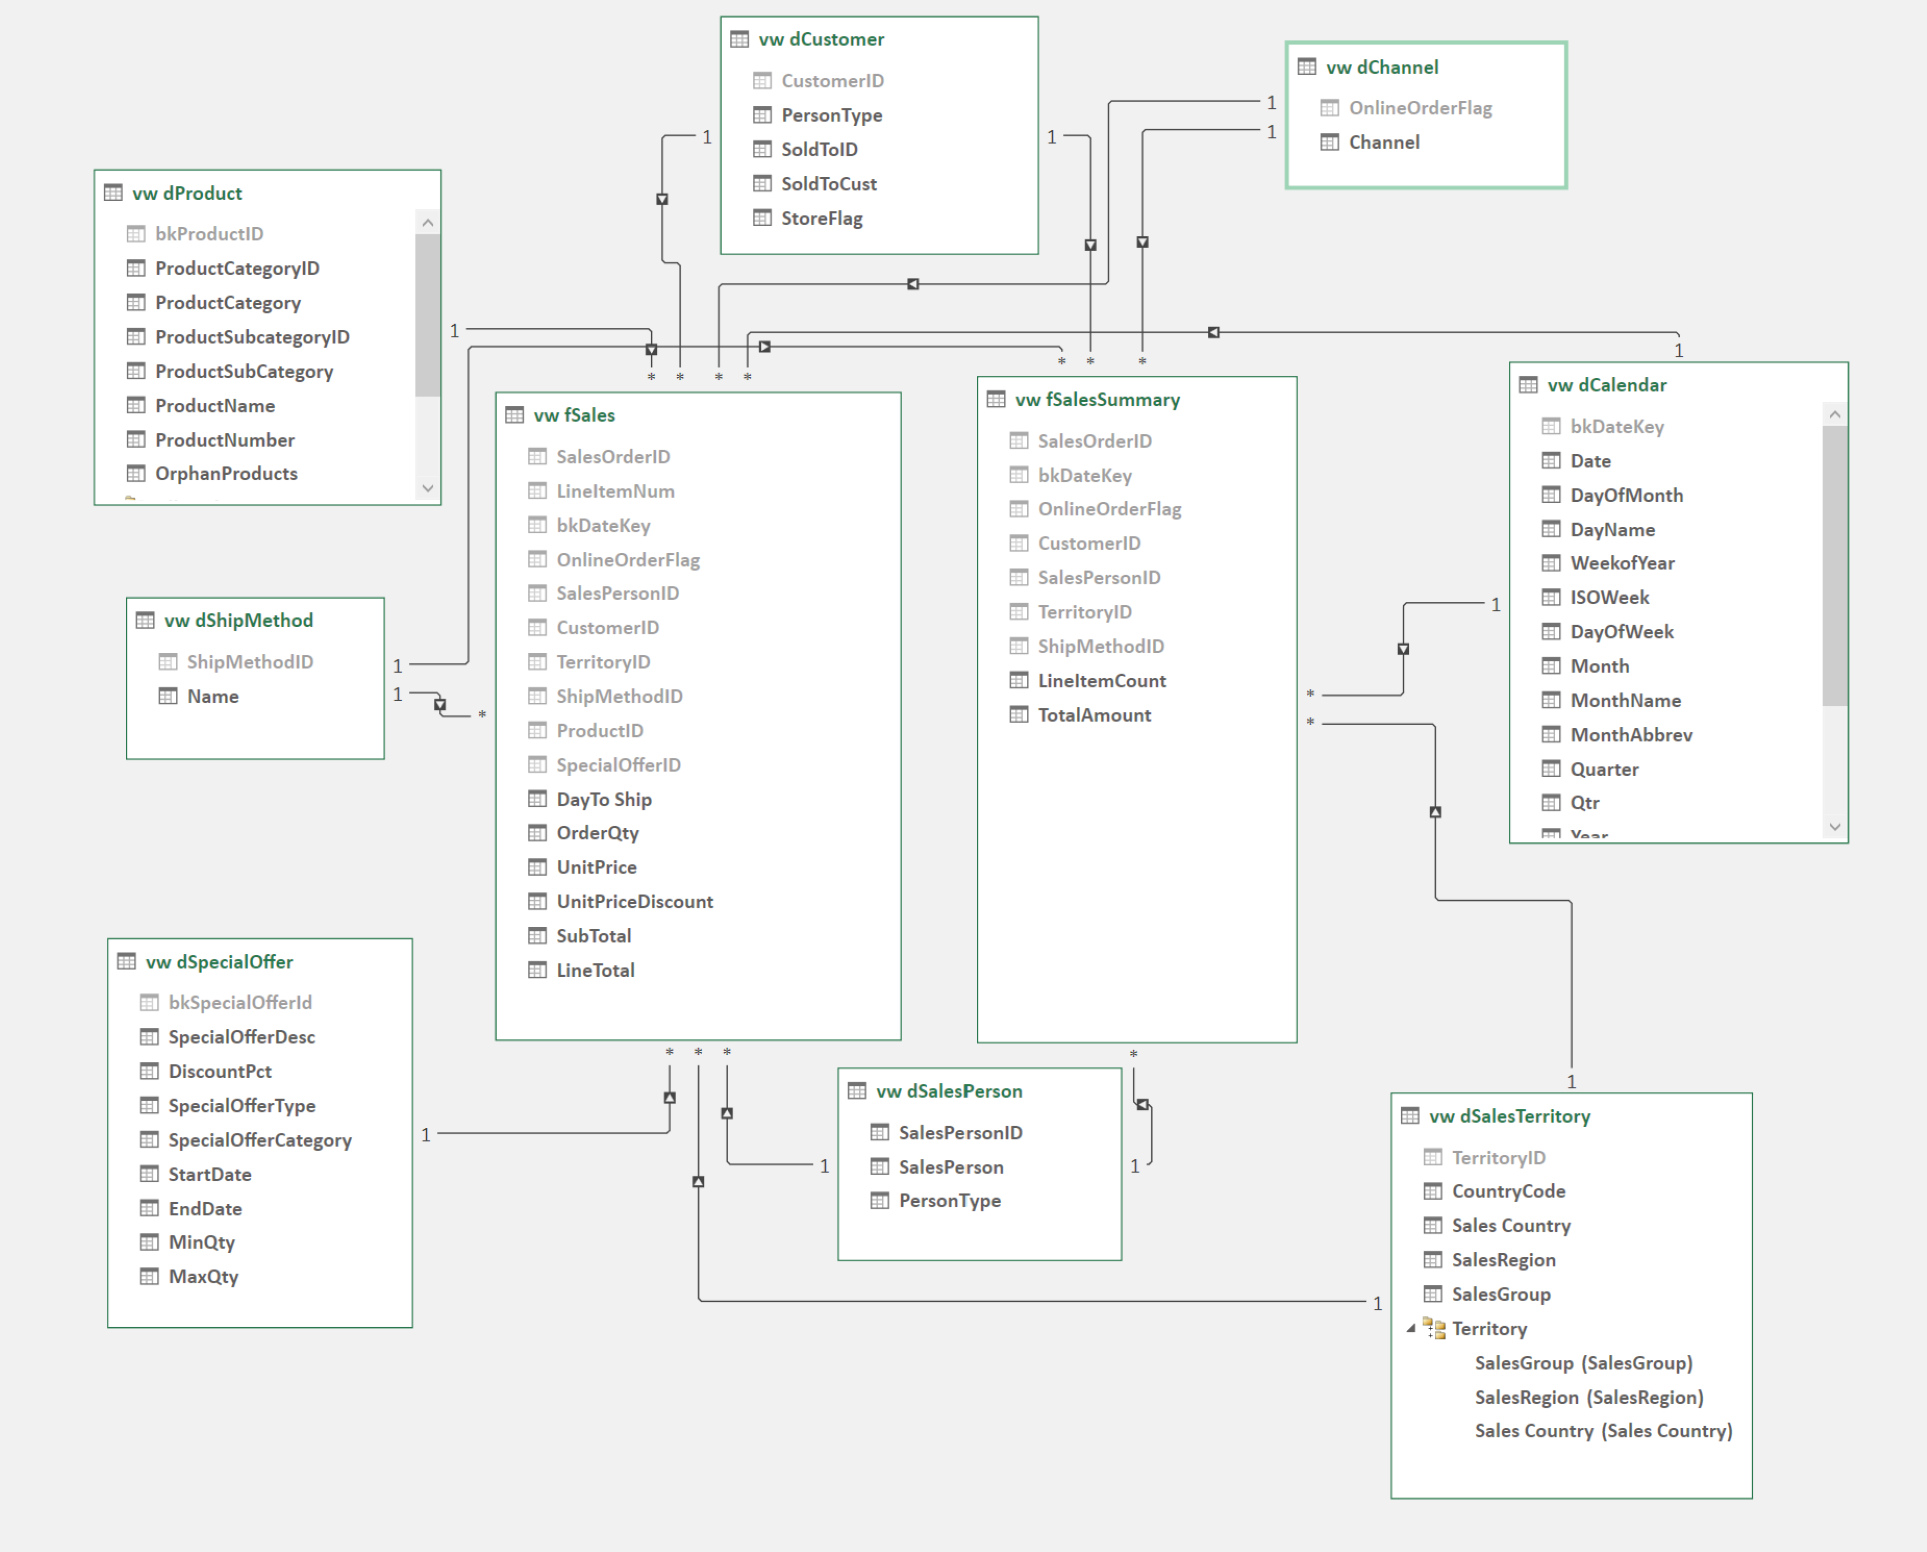 vw dCustomer
CustomerID
PersonType
SoldToID
SoldToCust
StoreFlag
1
1
vw dChannel
OnlineOrderFlag
Channel
1
1
vw dProduct
bkProductID
ProductCategoryID
ProductCategory
ProductSubcategoryID
ProductSubCategory
ProductName
ProductNumber
OrphanProducts
1
* * * *
* * *
1
vw fSales
SalesOrderID
LineItemNum
bkDateKey
OnlineOrderFlag
SalesPersonID
CustomerID
TerritoryID
ShipMethodID
ProductID
SpecialOfferID
DayTo Ship
OrderQty
UnitPrice
UnitPriceDiscount
SubTotal
LineTotal
vw fSalesSummary
SalesOrderID
bkDateKey
OnlineOrderFlag
CustomerID
SalesPersonID
TerritoryID
ShipMethodID
LineItemCount
TotalAmount
vw dCalendar
bkDateKey
Date
DayOfMonth
DayName
WeekofYear
ISOWeek
DayOfWeek
Month
MonthName
MonthAbbrev
Quarter
Qtr
Year
1
*
*
vw dShipMethod
ShipMethodID
Name
1
1
*
vw dSpecialOffer
bkSpecialOfferId
SpecialOfferDesc
DiscountPct
SpecialOfferType
SpecialOfferCategory
StartDate
EndDate
MinQty
MaxQty
1
* * *
*
vw dSalesPerson
SalesPersonID
SalesPerson
PersonType
1
1
1
vw dSalesTerritory
TerritoryID
CountryCode
Sales Country
SalesRegion
SalesGroup
Territory
SalesGroup (SalesGroup)
SalesRegion (SalesRegion)
Sales Country (Sales Country)
1